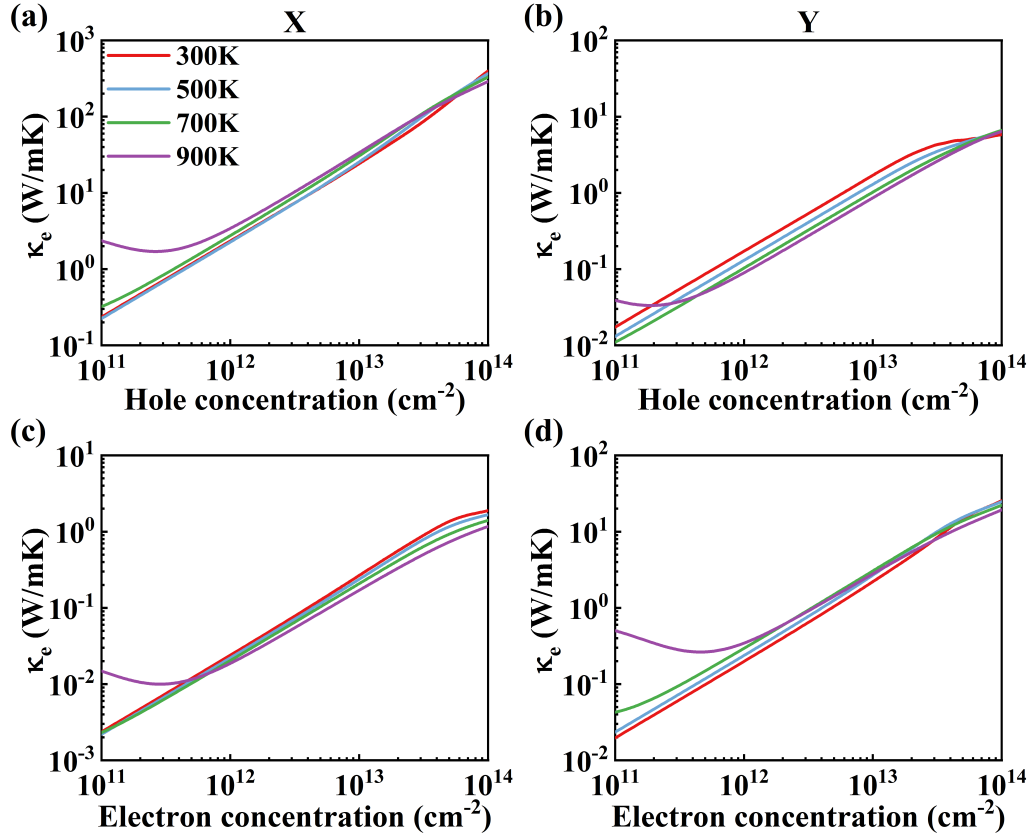 (a) X
(b) Y
10³
10²
10¹
10⁰
10⁻¹
κₑ (W/mK)
300K
500K
700K
900K
10¹¹ 10¹² 10¹³ 10¹⁴
Hole concentration (cm⁻²)
10²
10¹
10⁰
10⁻¹
10⁻²
κₑ (W/mK)
10¹¹ 10¹² 10¹³ 10¹⁴
Hole concentration (cm⁻²)
(c)
10¹
10⁰
10⁻¹
10⁻²
10⁻³
κₑ (W/mK)
10¹¹ 10¹² 10¹³ 10¹⁴
Electron concentration (cm⁻²)
(d)
10²
10¹
10⁰
10⁻¹
10⁻²
κₑ (W/mK)
10¹¹ 10¹² 10¹³ 10¹⁴
Electron concentration (cm⁻²)